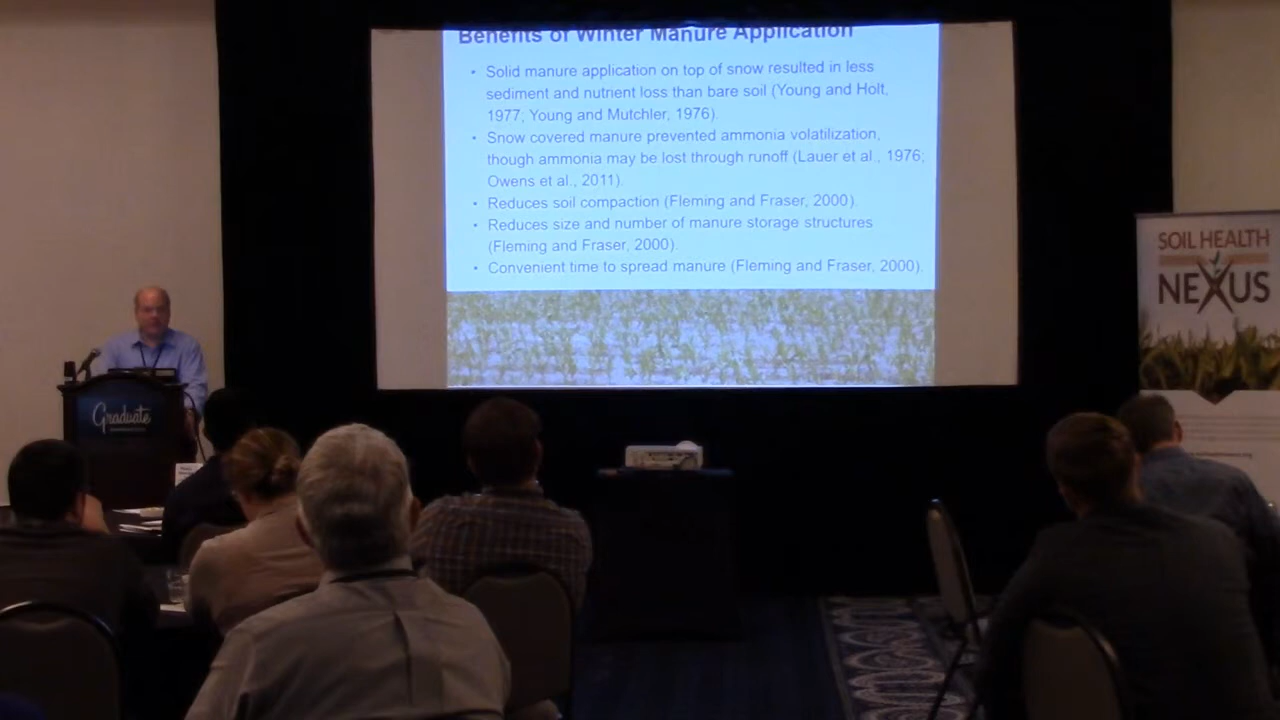 Benefits of Winter Manure Application
• Solid manure application on top of snow resulted in less
sediment and nutrient loss than bare soil (Young and Holt,
1977; Young and Mutchler, 1976).
• Snow covered manure prevented ammonia volatilization,
though ammonia may be lost through runoff (Lauer et al., 1976;
Owens et al., 2011).
• Reduces soil compaction (Fleming and Fraser, 2000).
• Reduces size and number of manure storage structures
(Fleming and Fraser, 2000).
• Convenient time to spread manure (Fleming and Fraser, 2000).
SOIL HEALTH
NEXUS
Graduate